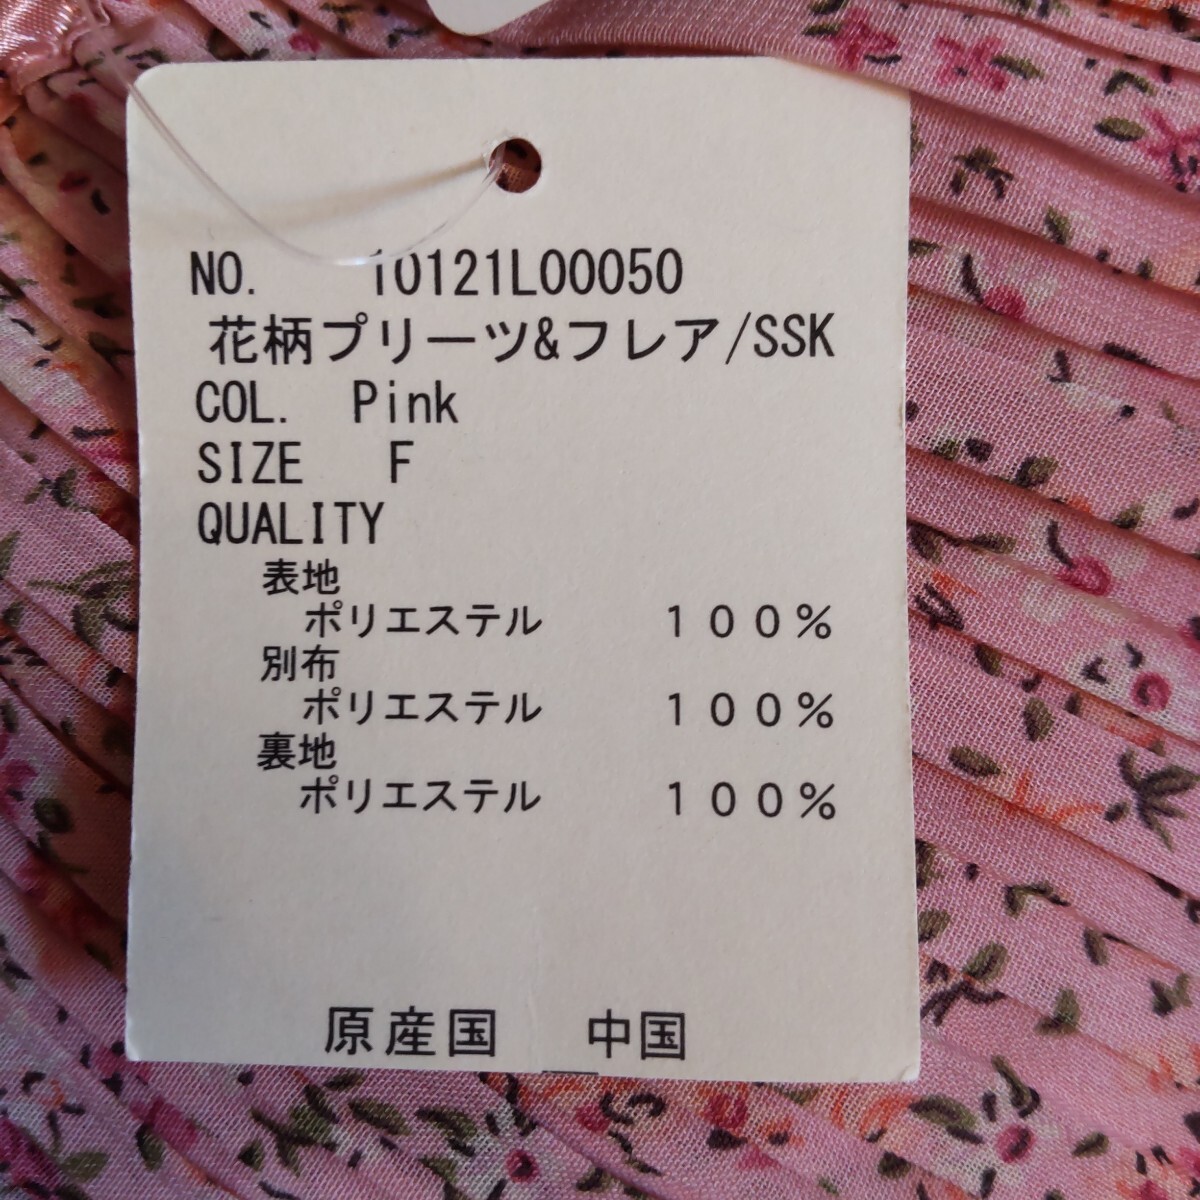 NO. 10121L00050
花柄プリーツ&フレア/SSK
COL. Pink
SIZE F
QUALITY
表地
ポリエステル 100%
別布
ポリエステル 100%
裏地
ポリエステル 100%
原産国 中国